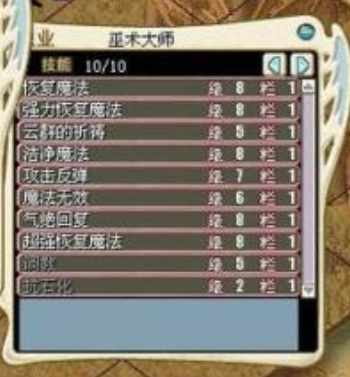 业 巫术大师
技能 10/10
恢复魔法 级 8 栏 1
强力恢复魔法 级 8 栏 1
云群的祈祷 级 5 栏 1
洁净魔法 级 8 栏 1
攻击反弹 级 7 栏 1
魔法无效 级 6 栏 1
气绝回复 级 8 栏 1
超强恢复魔法 级 8 栏 1
级 5 栏 1
抗石化 级 2 栏 1